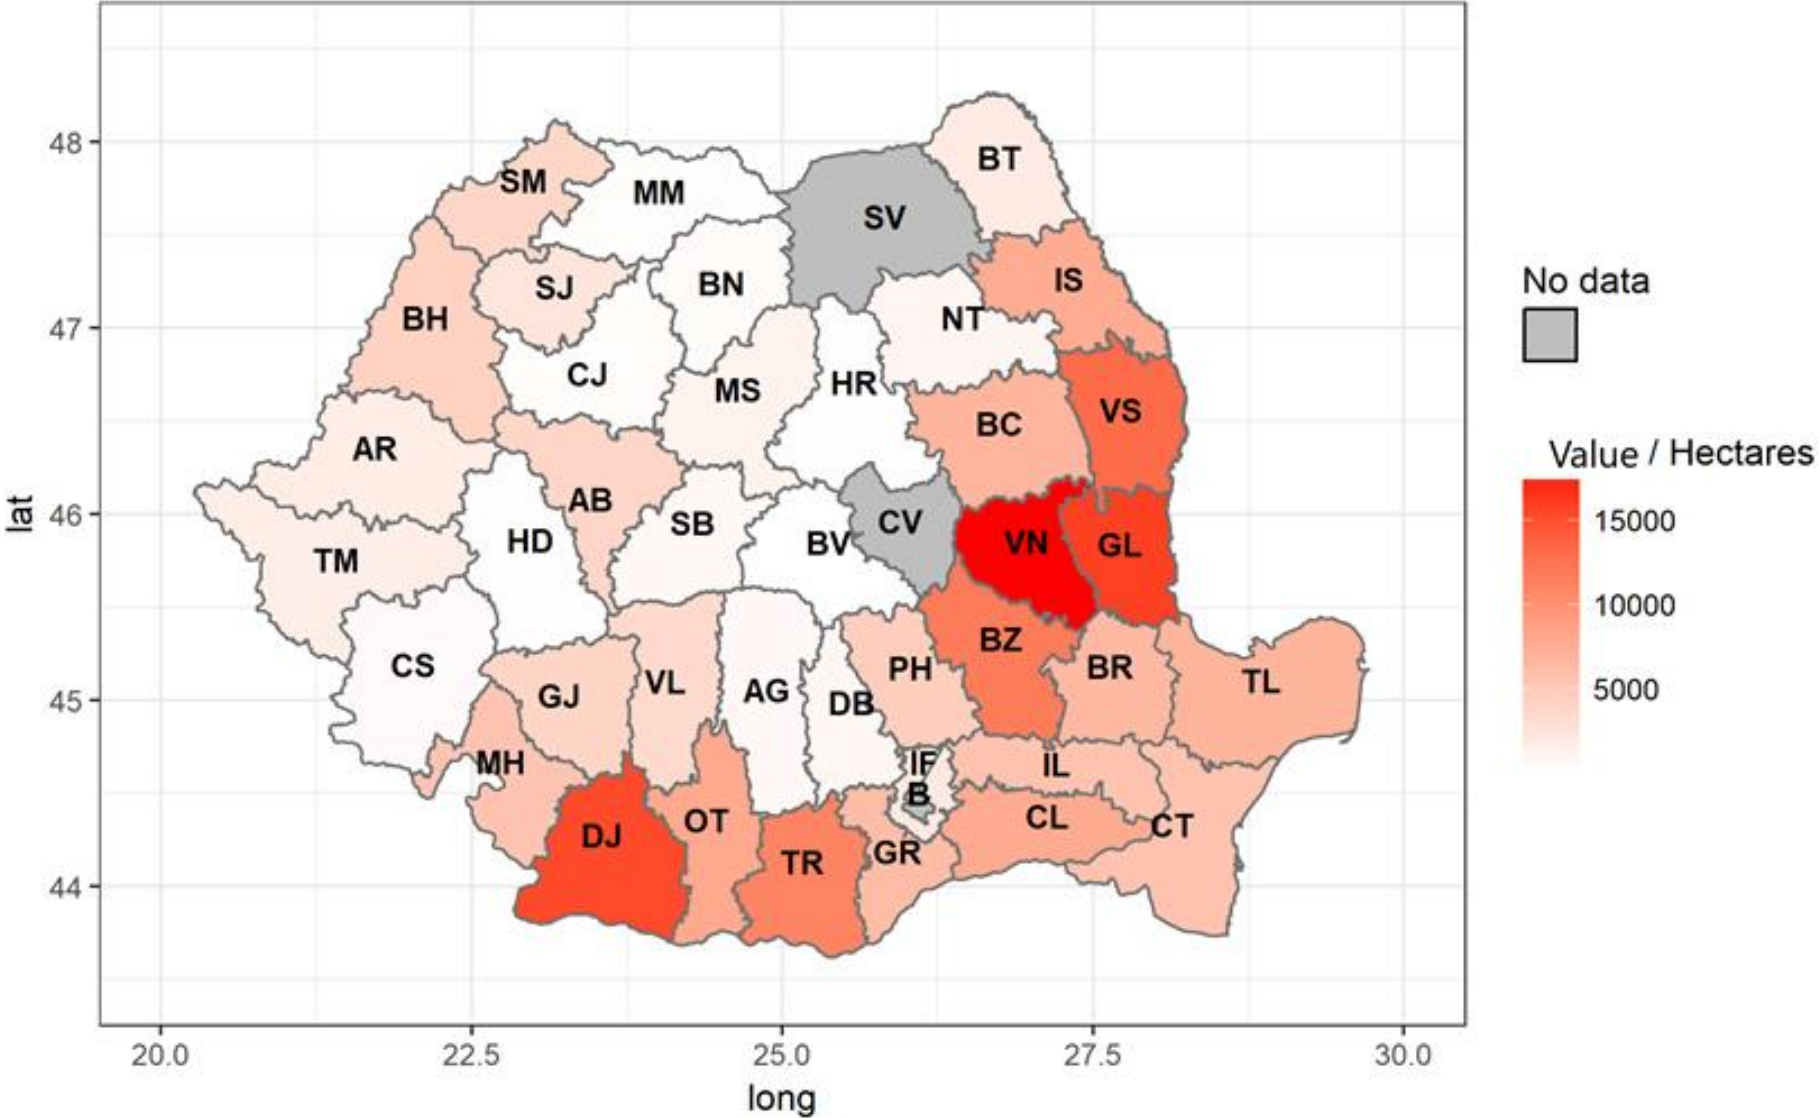 48
47
46
45
44
lat
20.0
22.5
25.0
27.5
30.0
long
BT
SM
MM
SV
IS
SJ
BN
BH
NT
CJ
MS
HR
VS
BC
AR
AB
SB
CV
HD
BV
VN
GL
TM
BZ
CS
VL
PH
BR
TL
GJ
AG
DB
MH
IF
IL
B
OT
CL
CT
DJ
TR
GR
No data
Value / Hectares
15000
10000
5000